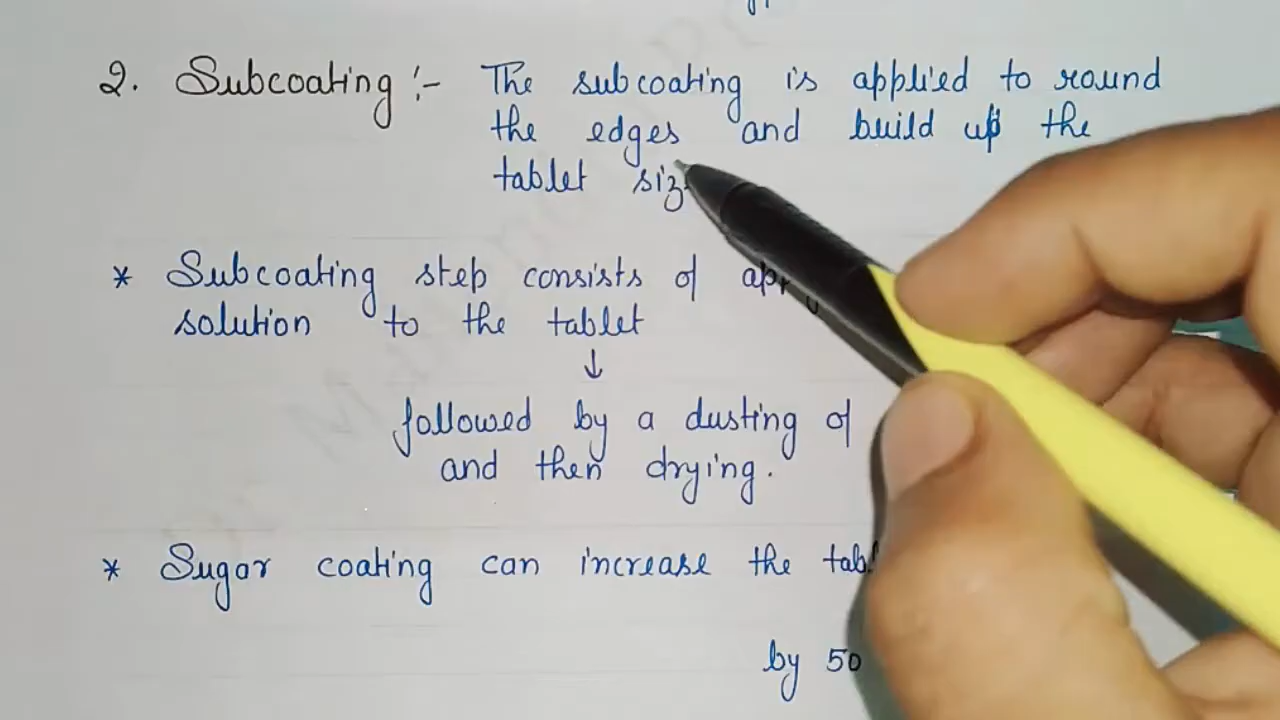 2. Subcoating :- The subcoating is applied to round
the edges and build up the
tablet
* Subcoating step consists of
solution to the tablet
↓
followed by a dusting of
and then drying.
* Sugar coating can increase the
by 50